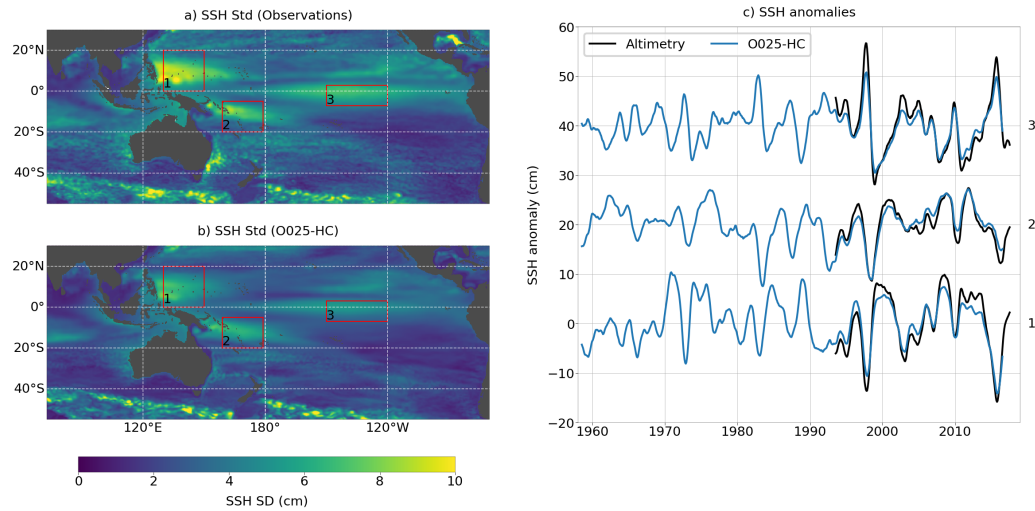 a) SSH Std (Observations)
20°N
0°
20°S
40°S
1
2
3
b) SSH Std (O025-HC)
20°N
0°
20°S
40°S
1
2
3
120°E
180°
120°W
0
2
4
6
8
10
SSH SD (cm)
c) SSH anomalies
Altimetry
O025-HC
SSH anomaly (cm)
60
50
40
30
20
10
0
−10
−20
3
2
1
1960
1970
1980
1990
2000
2010